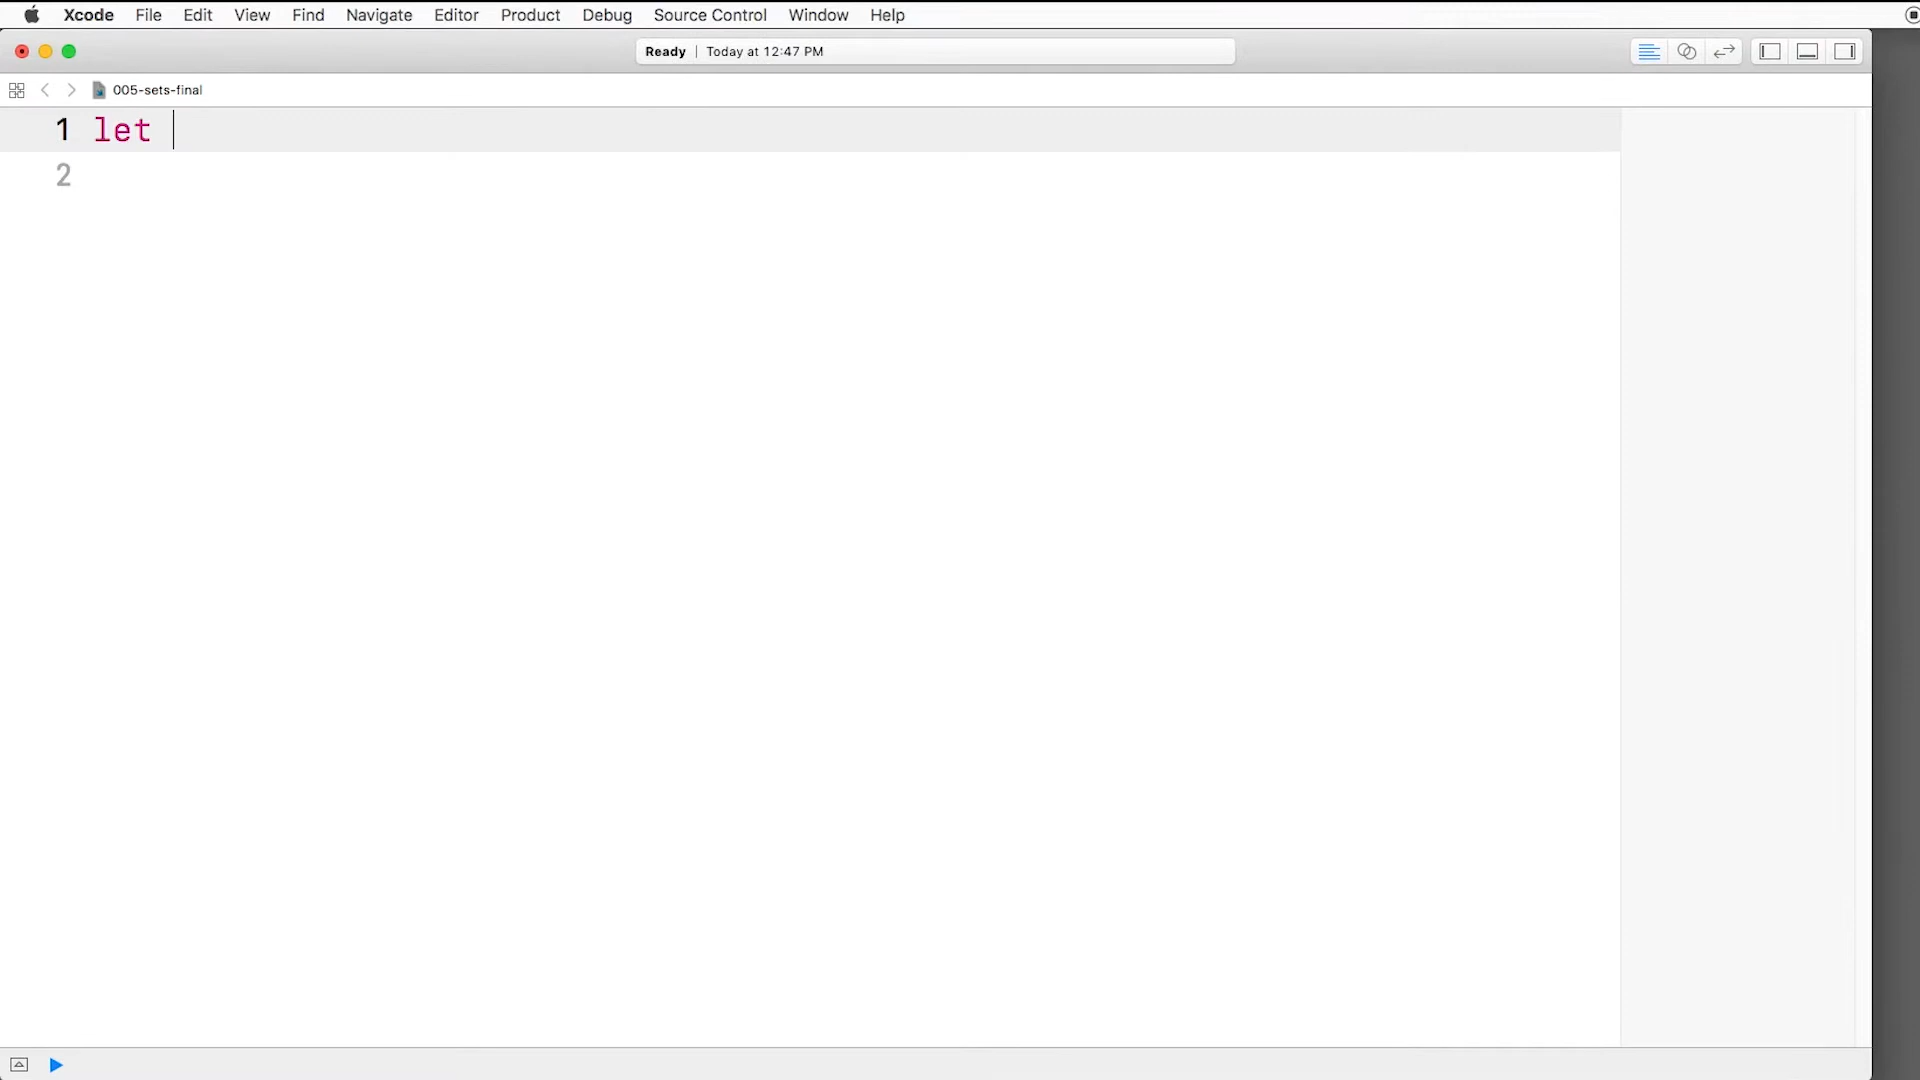 Xcode File Edit View Find Navigate Editor Product Debug Source Control Window Help
Ready | Today at 12:47 PM
005-sets-final
1 let
2